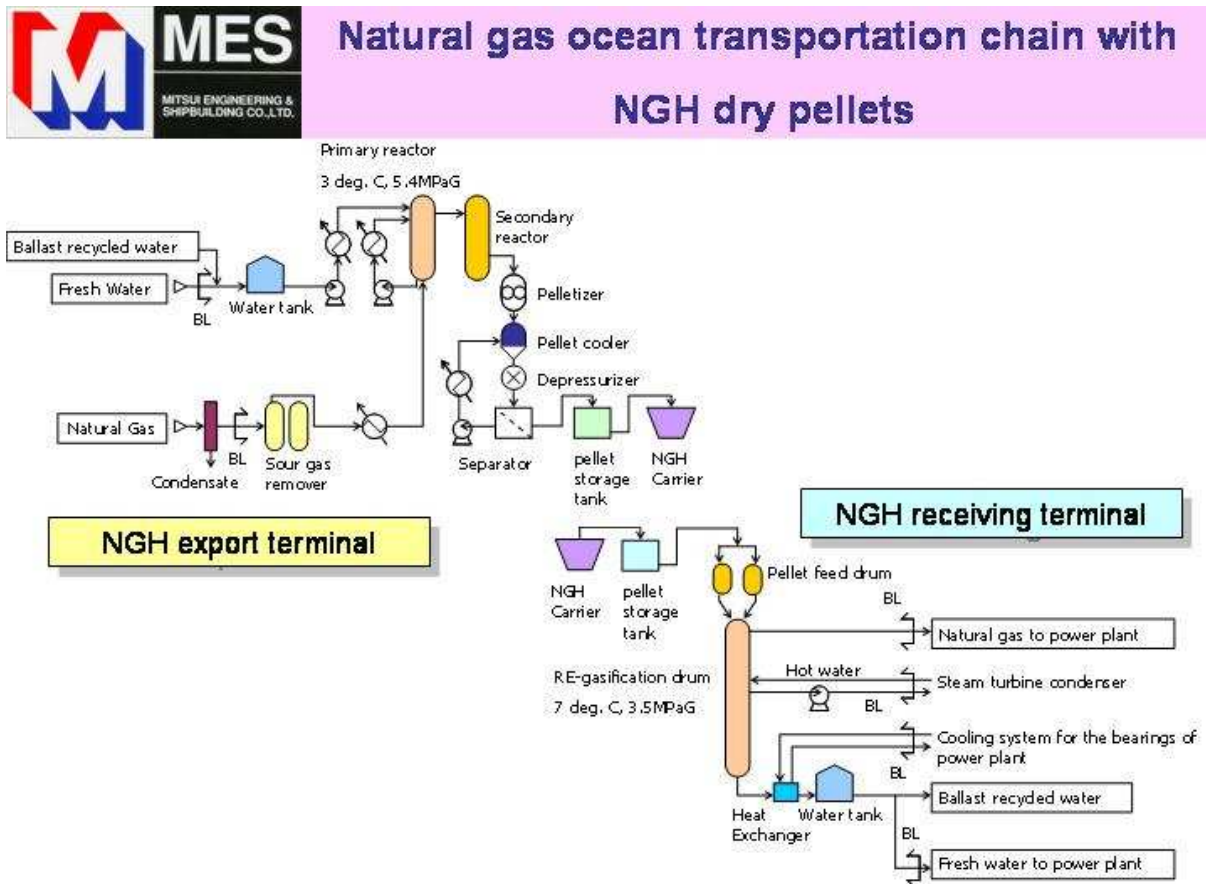 MES
MITSUI ENGINEERING &
SHIPBUILDING CO.,LTD.
Natural gas ocean transportation chain with
NGH dry pellets
Primary reactor
3 deg. C, 5.4MPaG
Secondary
reactor
Ballast recycled water
Fresh Water
BL
Water tank
Pelletizer
Pellet cooler
Depressurizer
Natural Gas
BL
Condensate
Sour gas
remover
Separator
pellet
storage
tank
NGH
Carrier
NGH export terminal
NGH receiving terminal
NGH
Carrier
pellet
storage
tank
Pellet feed drum
BL
Natural gas to power plant
RE-gasification drum
7 deg. C, 3.5MPaG
Hot water
BL
Steam turbine condenser
Cooling system for the bearings of
power plant
BL
Heat
Exchanger
Water tank
Ballast recycled water
BL
Fresh water to power plant